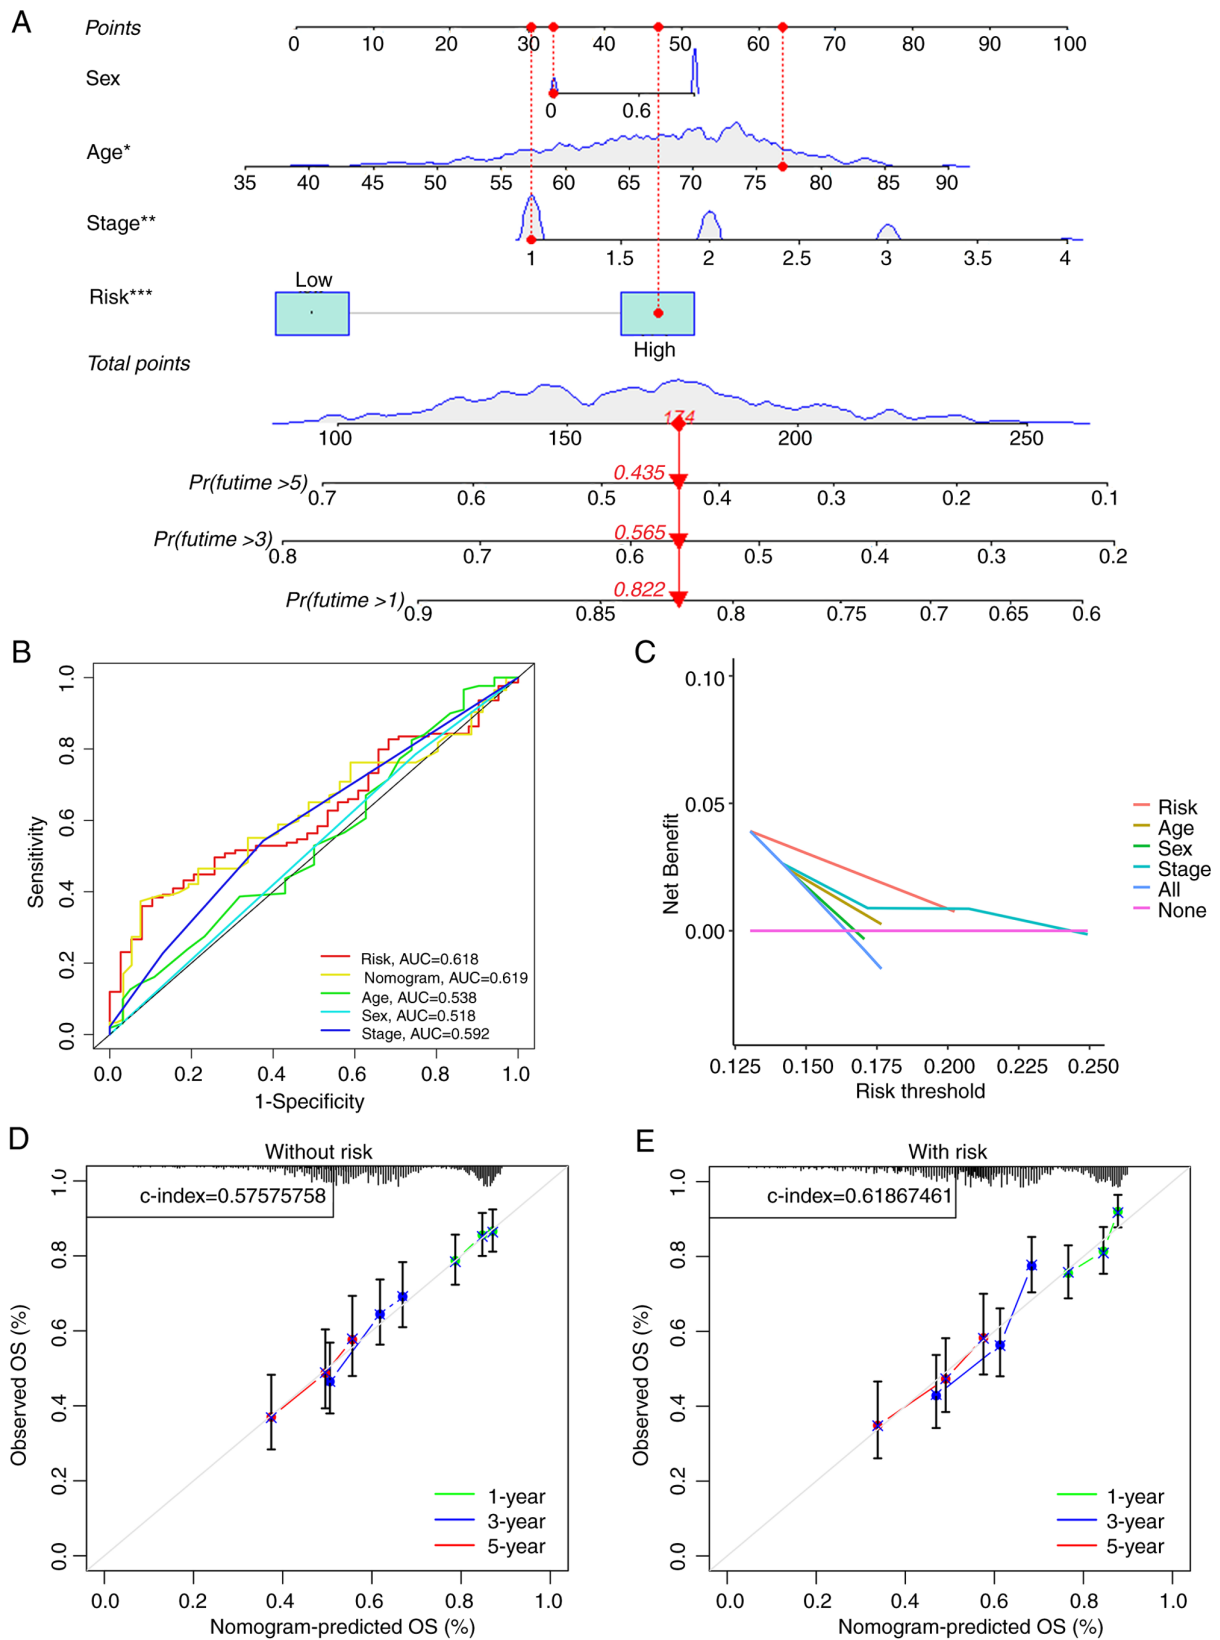 A
Points
0 10 20 30 40 50 60 70 80 90 100
Sex
0 0.6
Age*
35 40 45 50 55 60 65 70 75 80 85 90
Stage**
1 1.5 2 2.5 3 3.5 4
Low
Risk***
High
Total points
174
100 150 200 250
0.435
Pr(futime >5)
0.7 0.6 0.5 0.4 0.3 0.2 0.1
0.565
Pr(futime >3)
0.8 0.7 0.6 0.5 0.4 0.3 0.2
0.822
Pr(futime >1)
0.9 0.85 0.8 0.75 0.7 0.65 0.6
B
Sensitivity
1.0
0.8
0.6
0.4
0.2
0.0
Risk, AUC=0.618
Nomogram, AUC=0.619
Age, AUC=0.538
Sex, AUC=0.518
Stage, AUC=0.592
0.0 0.2 0.4 0.6 0.8 1.0
1-Specificity
C
Net Benefit
0.10
0.05
0.00
Risk
Age
Sex
Stage
All
None
0.125 0.150 0.175 0.200 0.225 0.250
Risk threshold
D
Without risk
c-index=0.57575758
Observed OS (%)
1.0
0.8
0.6
0.4
0.2
0.0
1-year
3-year
5-year
0.0 0.2 0.4 0.6 0.8 1.0
Nomogram-predicted OS (%)
E
With risk
c-index=0.61867461
Observed OS (%)
1.0
0.8
0.6
0.4
0.2
0.0
1-year
3-year
5-year
0.0 0.2 0.4 0.6 0.8 1.0
Nomogram-predicted OS (%)